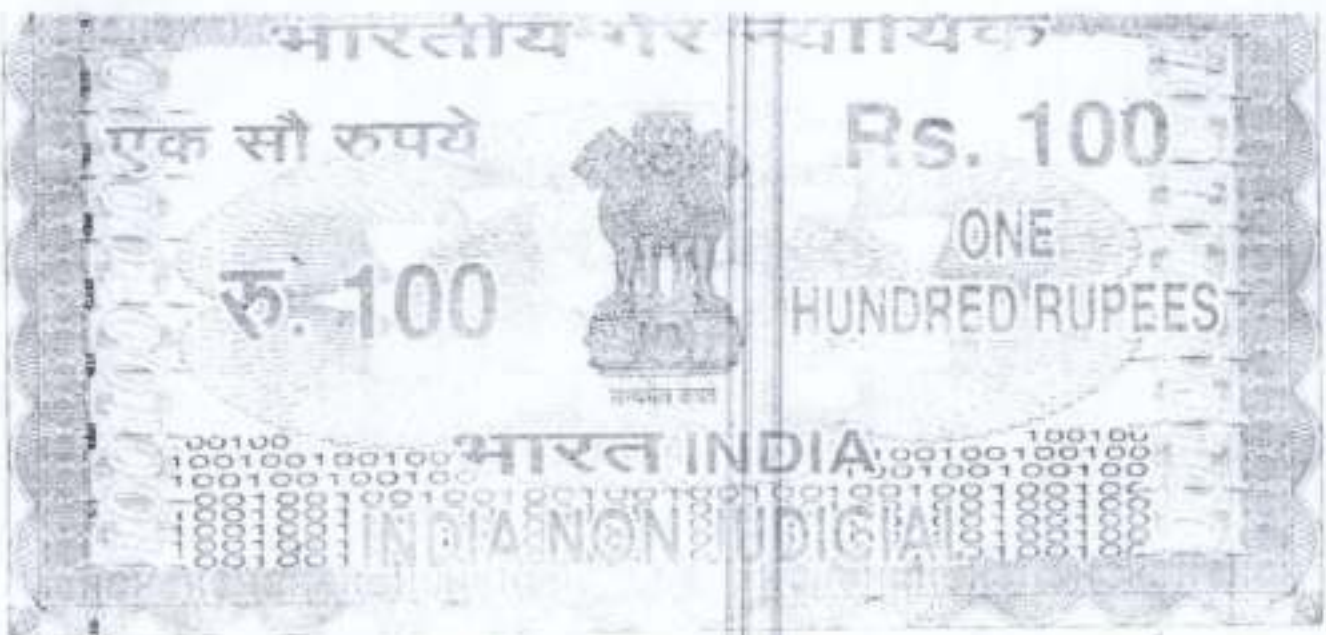 भारतीय गैर न्यायिक
एक सौ रुपये
Rs. 100
रु. 100
ONE
HUNDRED RUPEES
सत्यमेव जयते
भारत INDIA
INDIA NON JUDICIAL